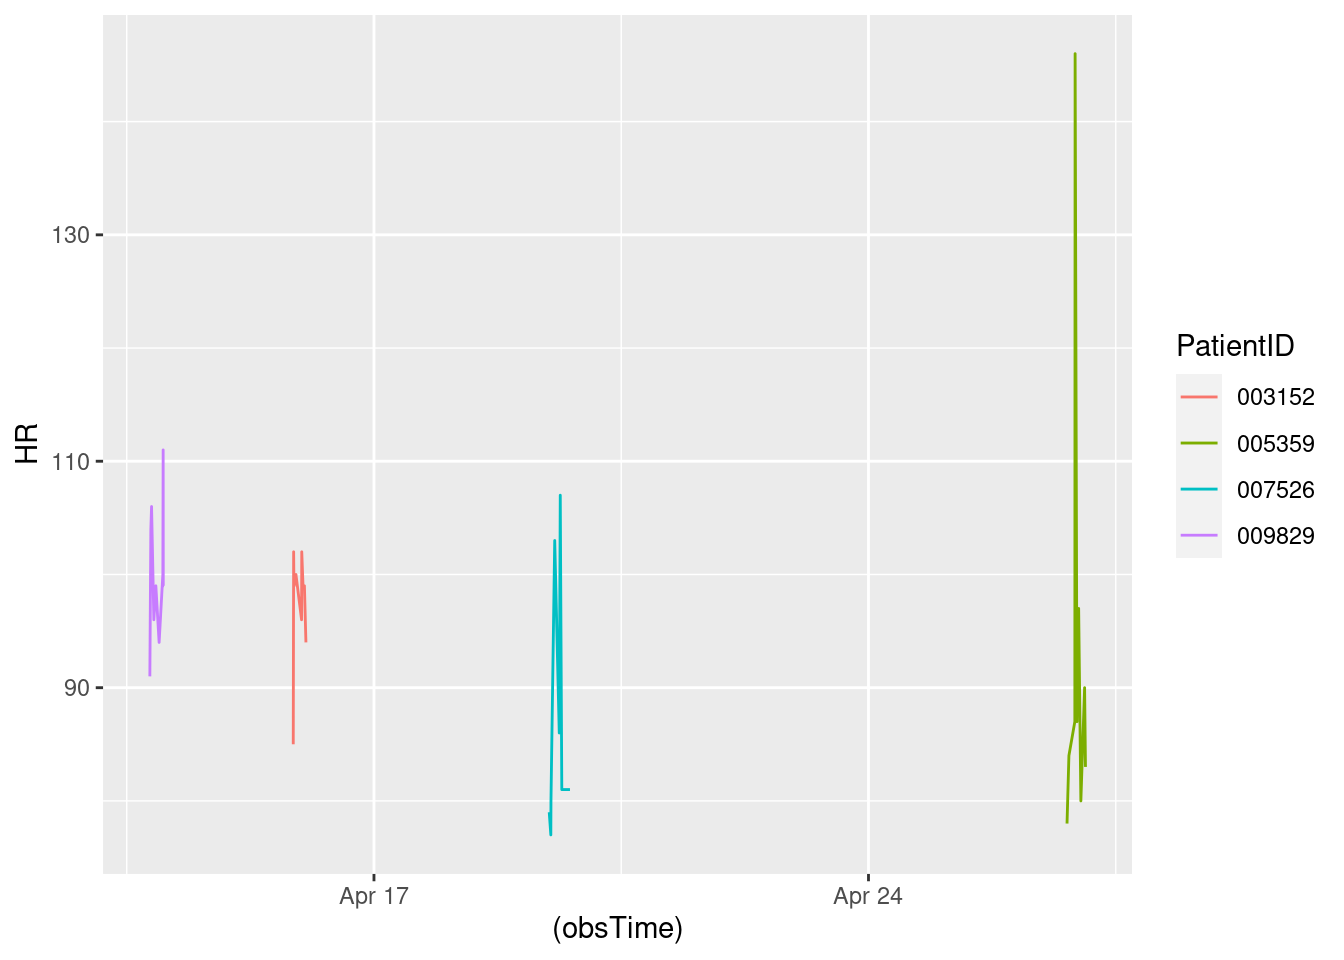 130
110
90
HR
Apr 17
Apr 24
(obsTime)
PatientID
003152
005359
007526
009829